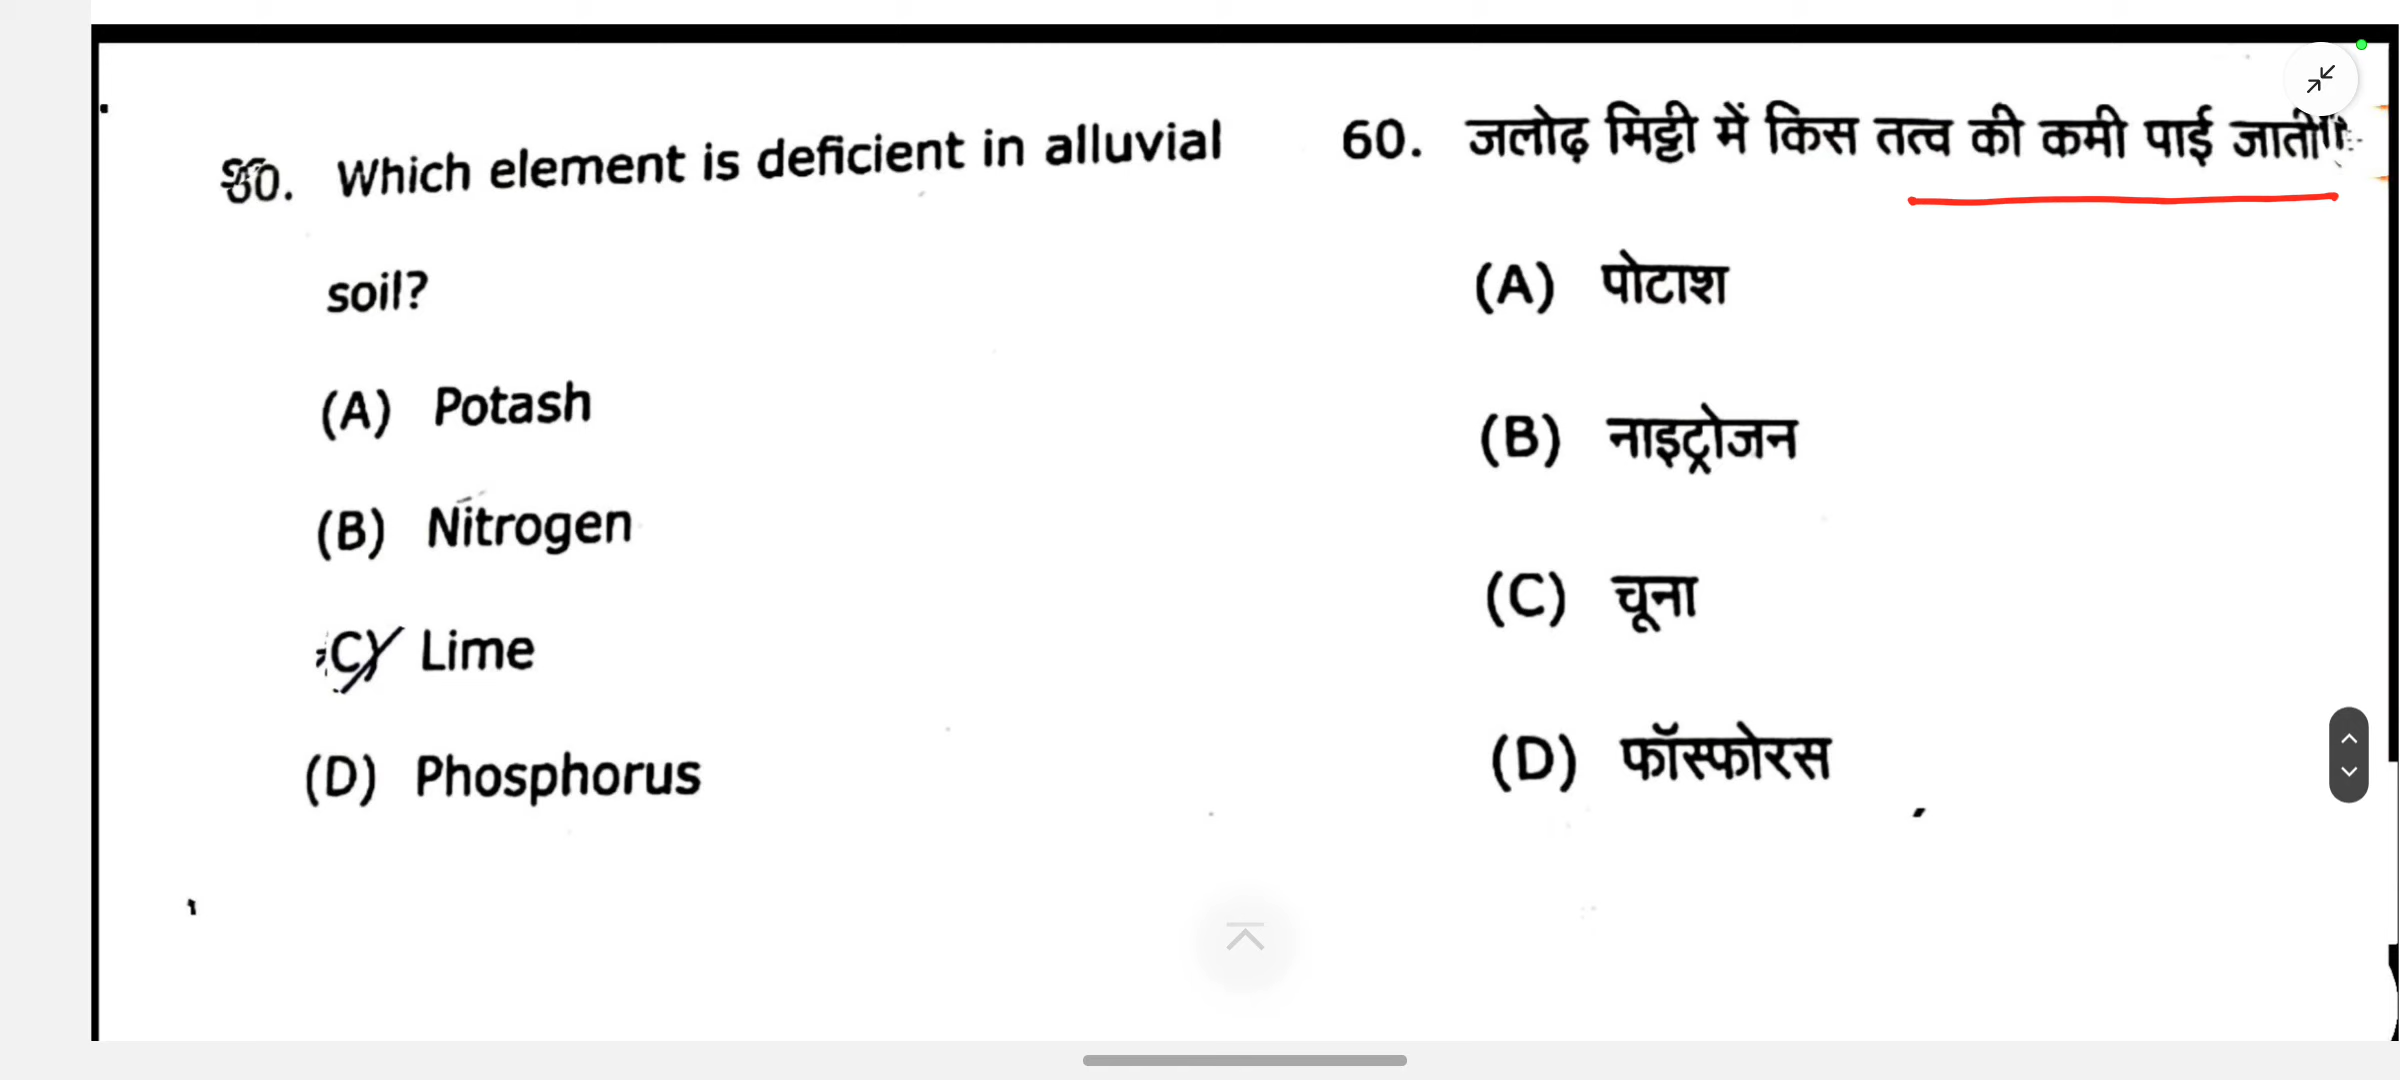 60. Which element is deficient in alluvial
soil?
(A) Potash
(B) Nitrogen
(C) Lime
(D) Phosphorus
60. जलोढ़ मिट्टी में किस तत्व की कमी पाई जाती
(A) पोटाश
(B) नाइट्रोजन
(C) चूना
(D) फॉस्फोरस